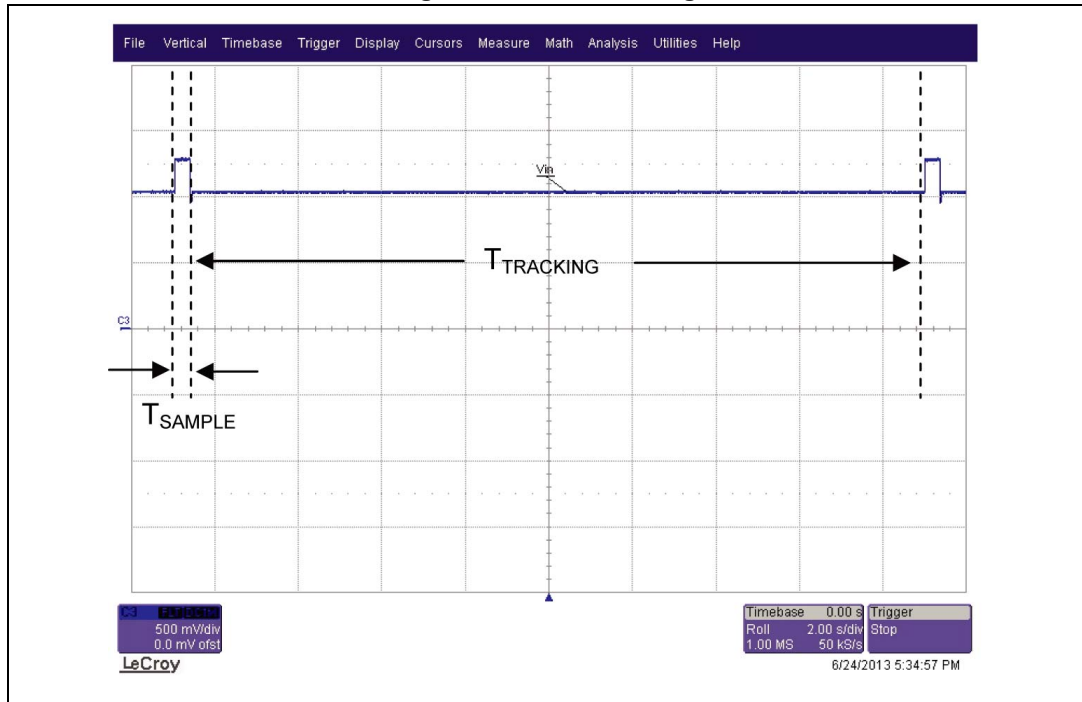 File Vertical Timebase Trigger Display Cursors Measure Math Analysis Utilities Help
Vin
TTRACKING
C3
TSAMPLE
C3
500 mV/div
0.0 mV ofst
Timebase 0.00 s
Roll 2.00 s/div
1.00 MS 50 kS/s
Trigger
Stop
LeCroy
6/24/2013 5:34:57 PM